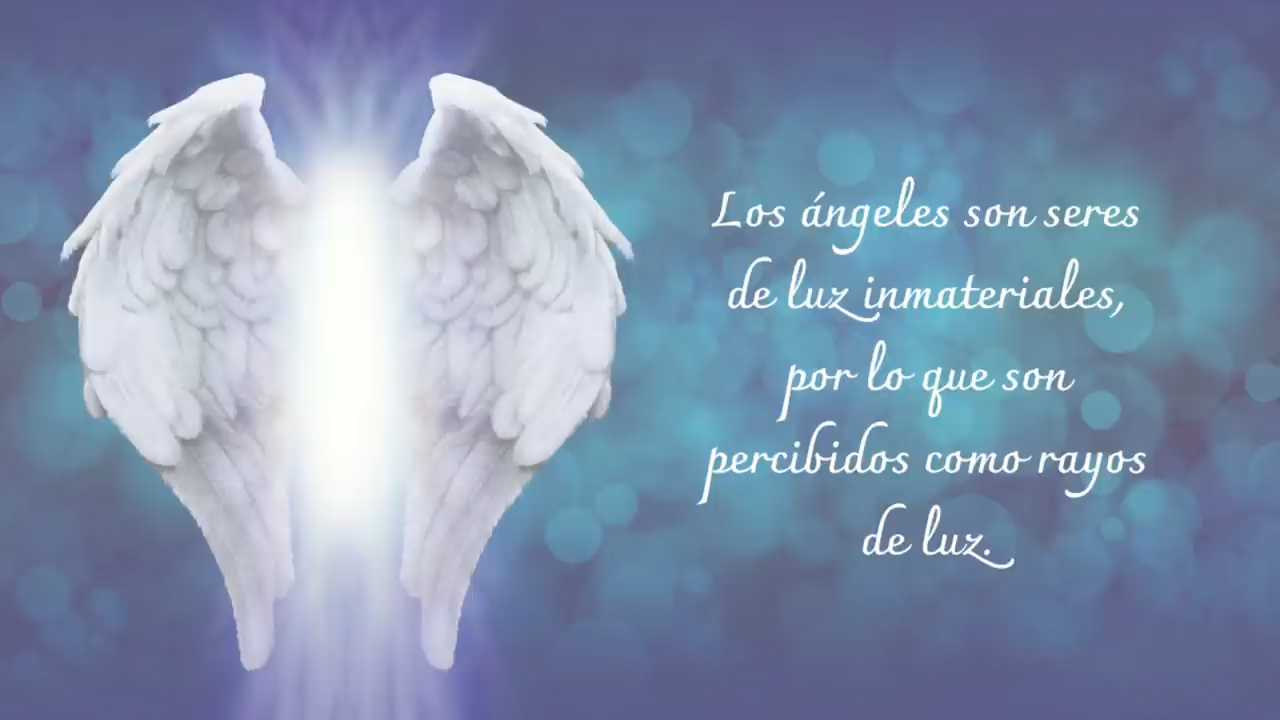 Los ángeles son seres
de luz inmateriales,
por lo que son
percibidos como rayos
de luz.